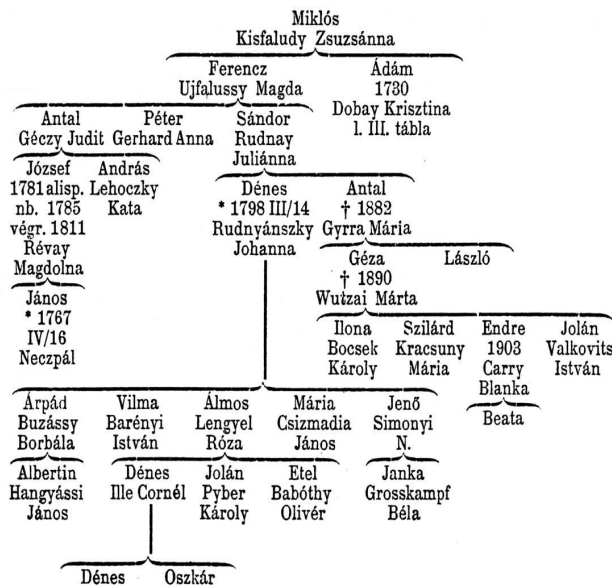 Miklós
Kisfaludy Zsuzsánna
Ferencz
Ujfalussy Magda
Ádám
1730
Dobay Krisztina
l. III. tábla
Antal
Géczy Judit
Péter
Gerhard Anna
Sándor
Rudnay
Juliánna
József
1781 alisp.
nb. 1785
végr. 1811
Révay
Magdolna
András
Lehoczky
Kata
Dénes
* 1798 III/14
Rudnyánszky
Johanna
Antal
† 1882
Gyrra Mária
János
* 1767
IV/16
Neczpál
Géza
† 1890
Wutzai Márta
László
Ilona
Bocsek
Károly
Szilárd
Kracsuny
Mária
Endre
1903
Carry
Blanka
Jolán
Valkovits
István
Beata
Árpád
Buzássy
Borbála
Vilma
Barényi
István
Álmos
Lengyel
Róza
Mária
Csizmadia
János
Jenő
Simonyi
N.
Albertin
Hangyássi
János
Dénes
Ille Cornél
Jolán
Pyber
Károly
Etel
Babóthy
Olivér
Janka
Grosskampf
Béla
Dénes
Oszkár